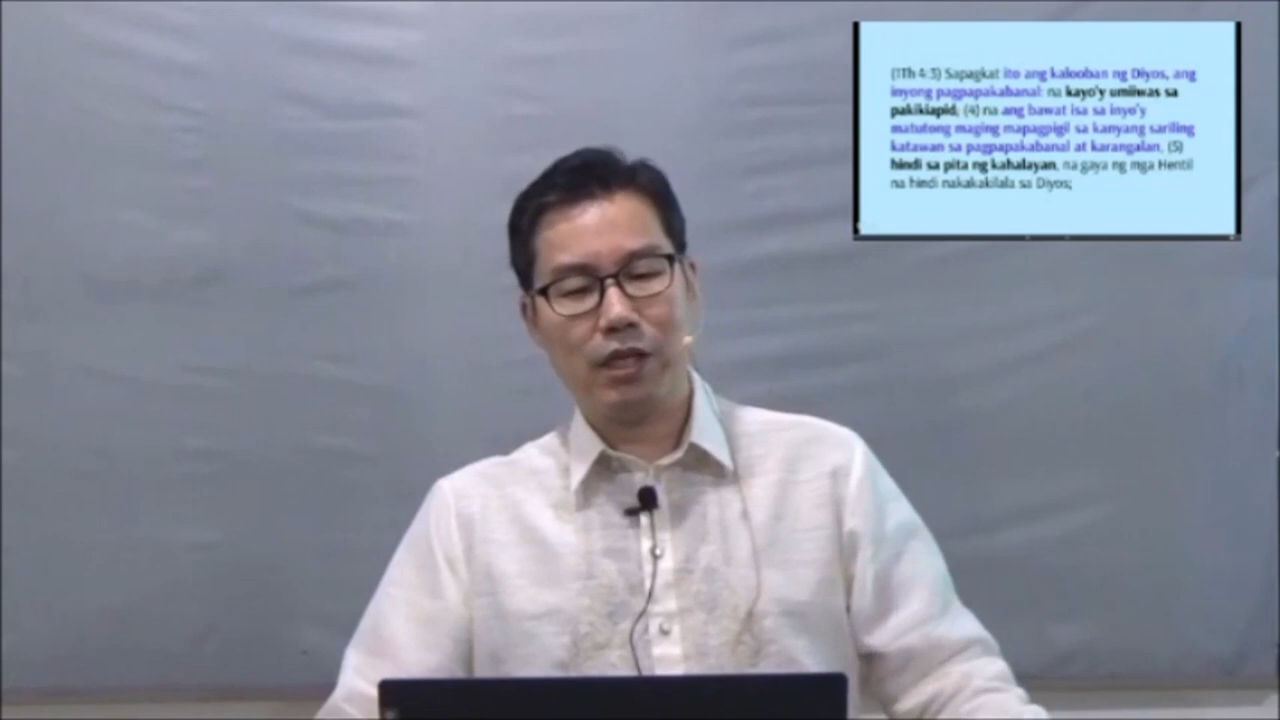 (1Th 4:3) Sapagkat ito ang kalooban ng Diyos, ang
inyong pagpapakabanal: na kayo'y umiiwas sa
pakikiapid; (4) na ang bawat isa sa inyo'y
matutong maging mapagpigil sa kanyang sariling
katawan sa pagpapakabanal at karangalan, (5)
hindi sa pita ng kahalayan, na gaya ng mga Hentil
na hindi nakakakilala sa Diyos;